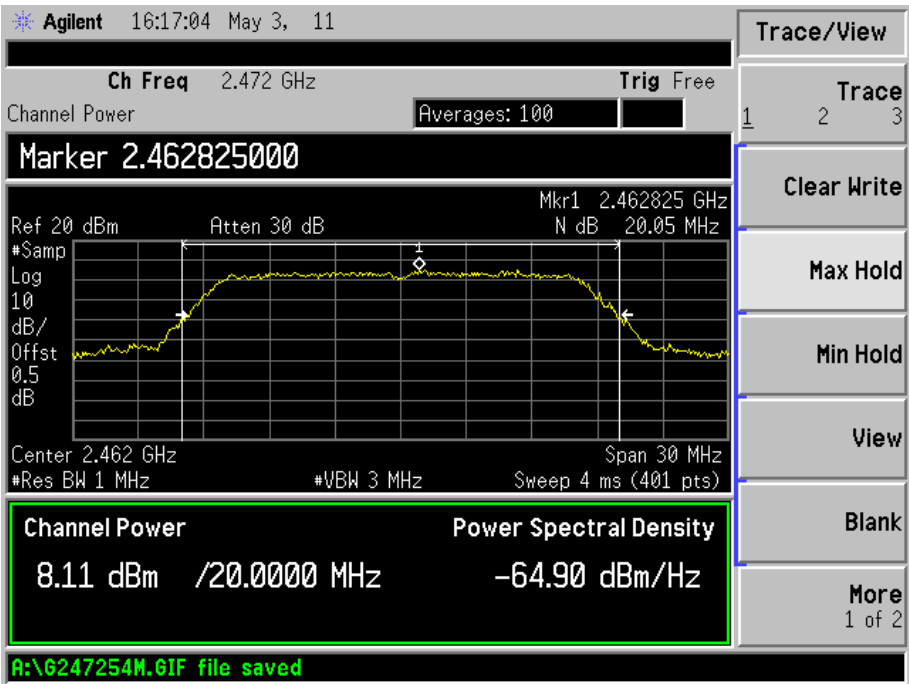 Agilent 16:17:04 May 3, 11
Trace/View
Ch Freq 2.472 GHz Trig Free
Channel Power Averages: 100
Trace
1 2 3
Marker 2.462825000
Clear Write
Mkr1 2.462825 GHz
Ref 20 dBm Atten 30 dB N dB 20.05 MHz
#Samp
Log
10
dB/
Offst
0.5
dB
1
Max Hold
Min Hold
Center 2.462 GHz Span 30 MHz
#Res BW 1 MHz #VBW 3 MHz Sweep 4 ms (401 pts)
View
Channel Power Power Spectral Density
8.11 dBm /20.0000 MHz -64.90 dBm/Hz
Blank
More
1 of 2
A:\G247254M.GIF file saved